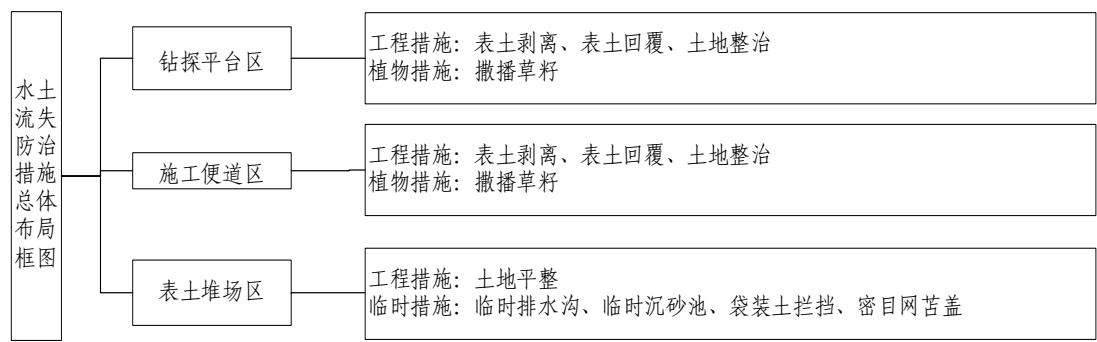 水土
流失
防治
措施
总体
布局
框图
钻探平台区
工程措施：表土剥离、表土回覆、土地整治
植物措施：撒播草籽
施工便道区
工程措施：表土剥离、表土回覆、土地整治
植物措施：撒播草籽
表土堆场区
工程措施：土地平整
临时措施：临时排水沟、临时沉砂池、袋装土拦挡、密目网苫盖